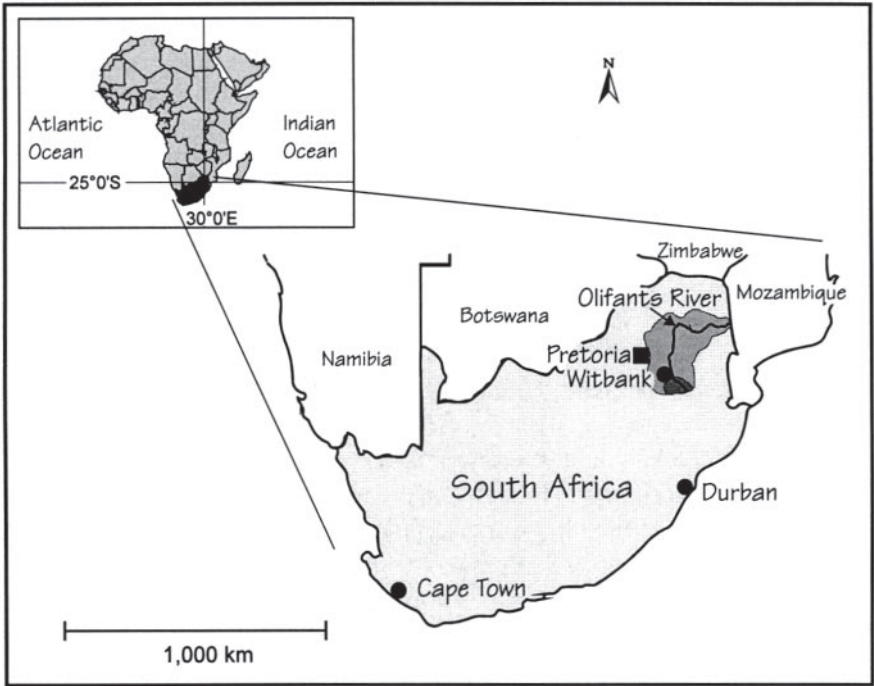 Atlantic
Ocean
Indian
Ocean
25°0'S
30°0'E
N
Zimbabwe
Olifants River
Mozambique
Botswana
Namibia
Pretoria
Witbank
South Africa
Durban
Cape Town
1,000 km